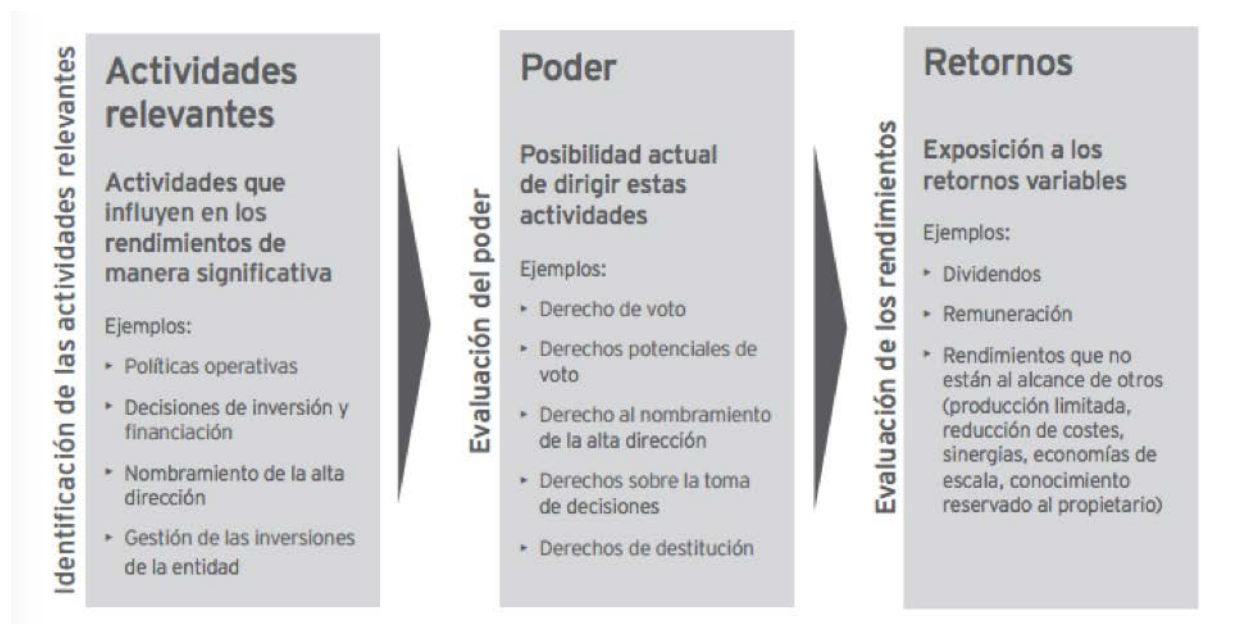 Identificación de las actividades relevantes
Actividades
relevantes
Actividades que
influyen en los
rendimientos de
manera significativa
Ejemplos:
‣ Políticas operativas
‣ Decisiones de inversión y
financiación
‣ Nombramiento de la alta
dirección
‣ Gestión de las inversiones
de la entidad
Evaluación del poder
Poder
Posibilidad actual
de dirigir estas
actividades
Ejemplos:
‣ Derecho de voto
‣ Derechos potenciales de
voto
‣ Derecho al nombramiento
de la alta dirección
‣ Derechos sobre la toma
de decisiones
‣ Derechos de destitución
Evaluación de los rendimientos
Retornos
Exposición a los
retornos variables
Ejemplos:
‣ Dividendos
‣ Remuneración
‣ Rendimientos que no
están al alcance de otros
(producción limitada,
reducción de costes,
sinergias, economías de
escala, conocimiento
reservado al propietario)